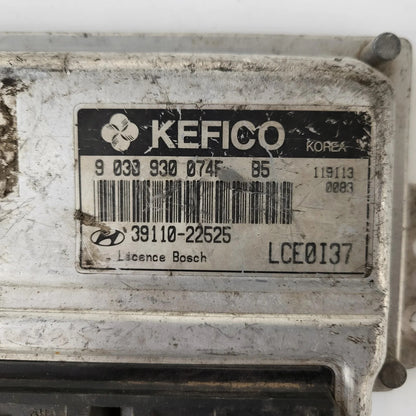 KEFICO KOREA
9 030 930 074F B5 119113
0083
39110-22525
Licence Bosch LCE0I37